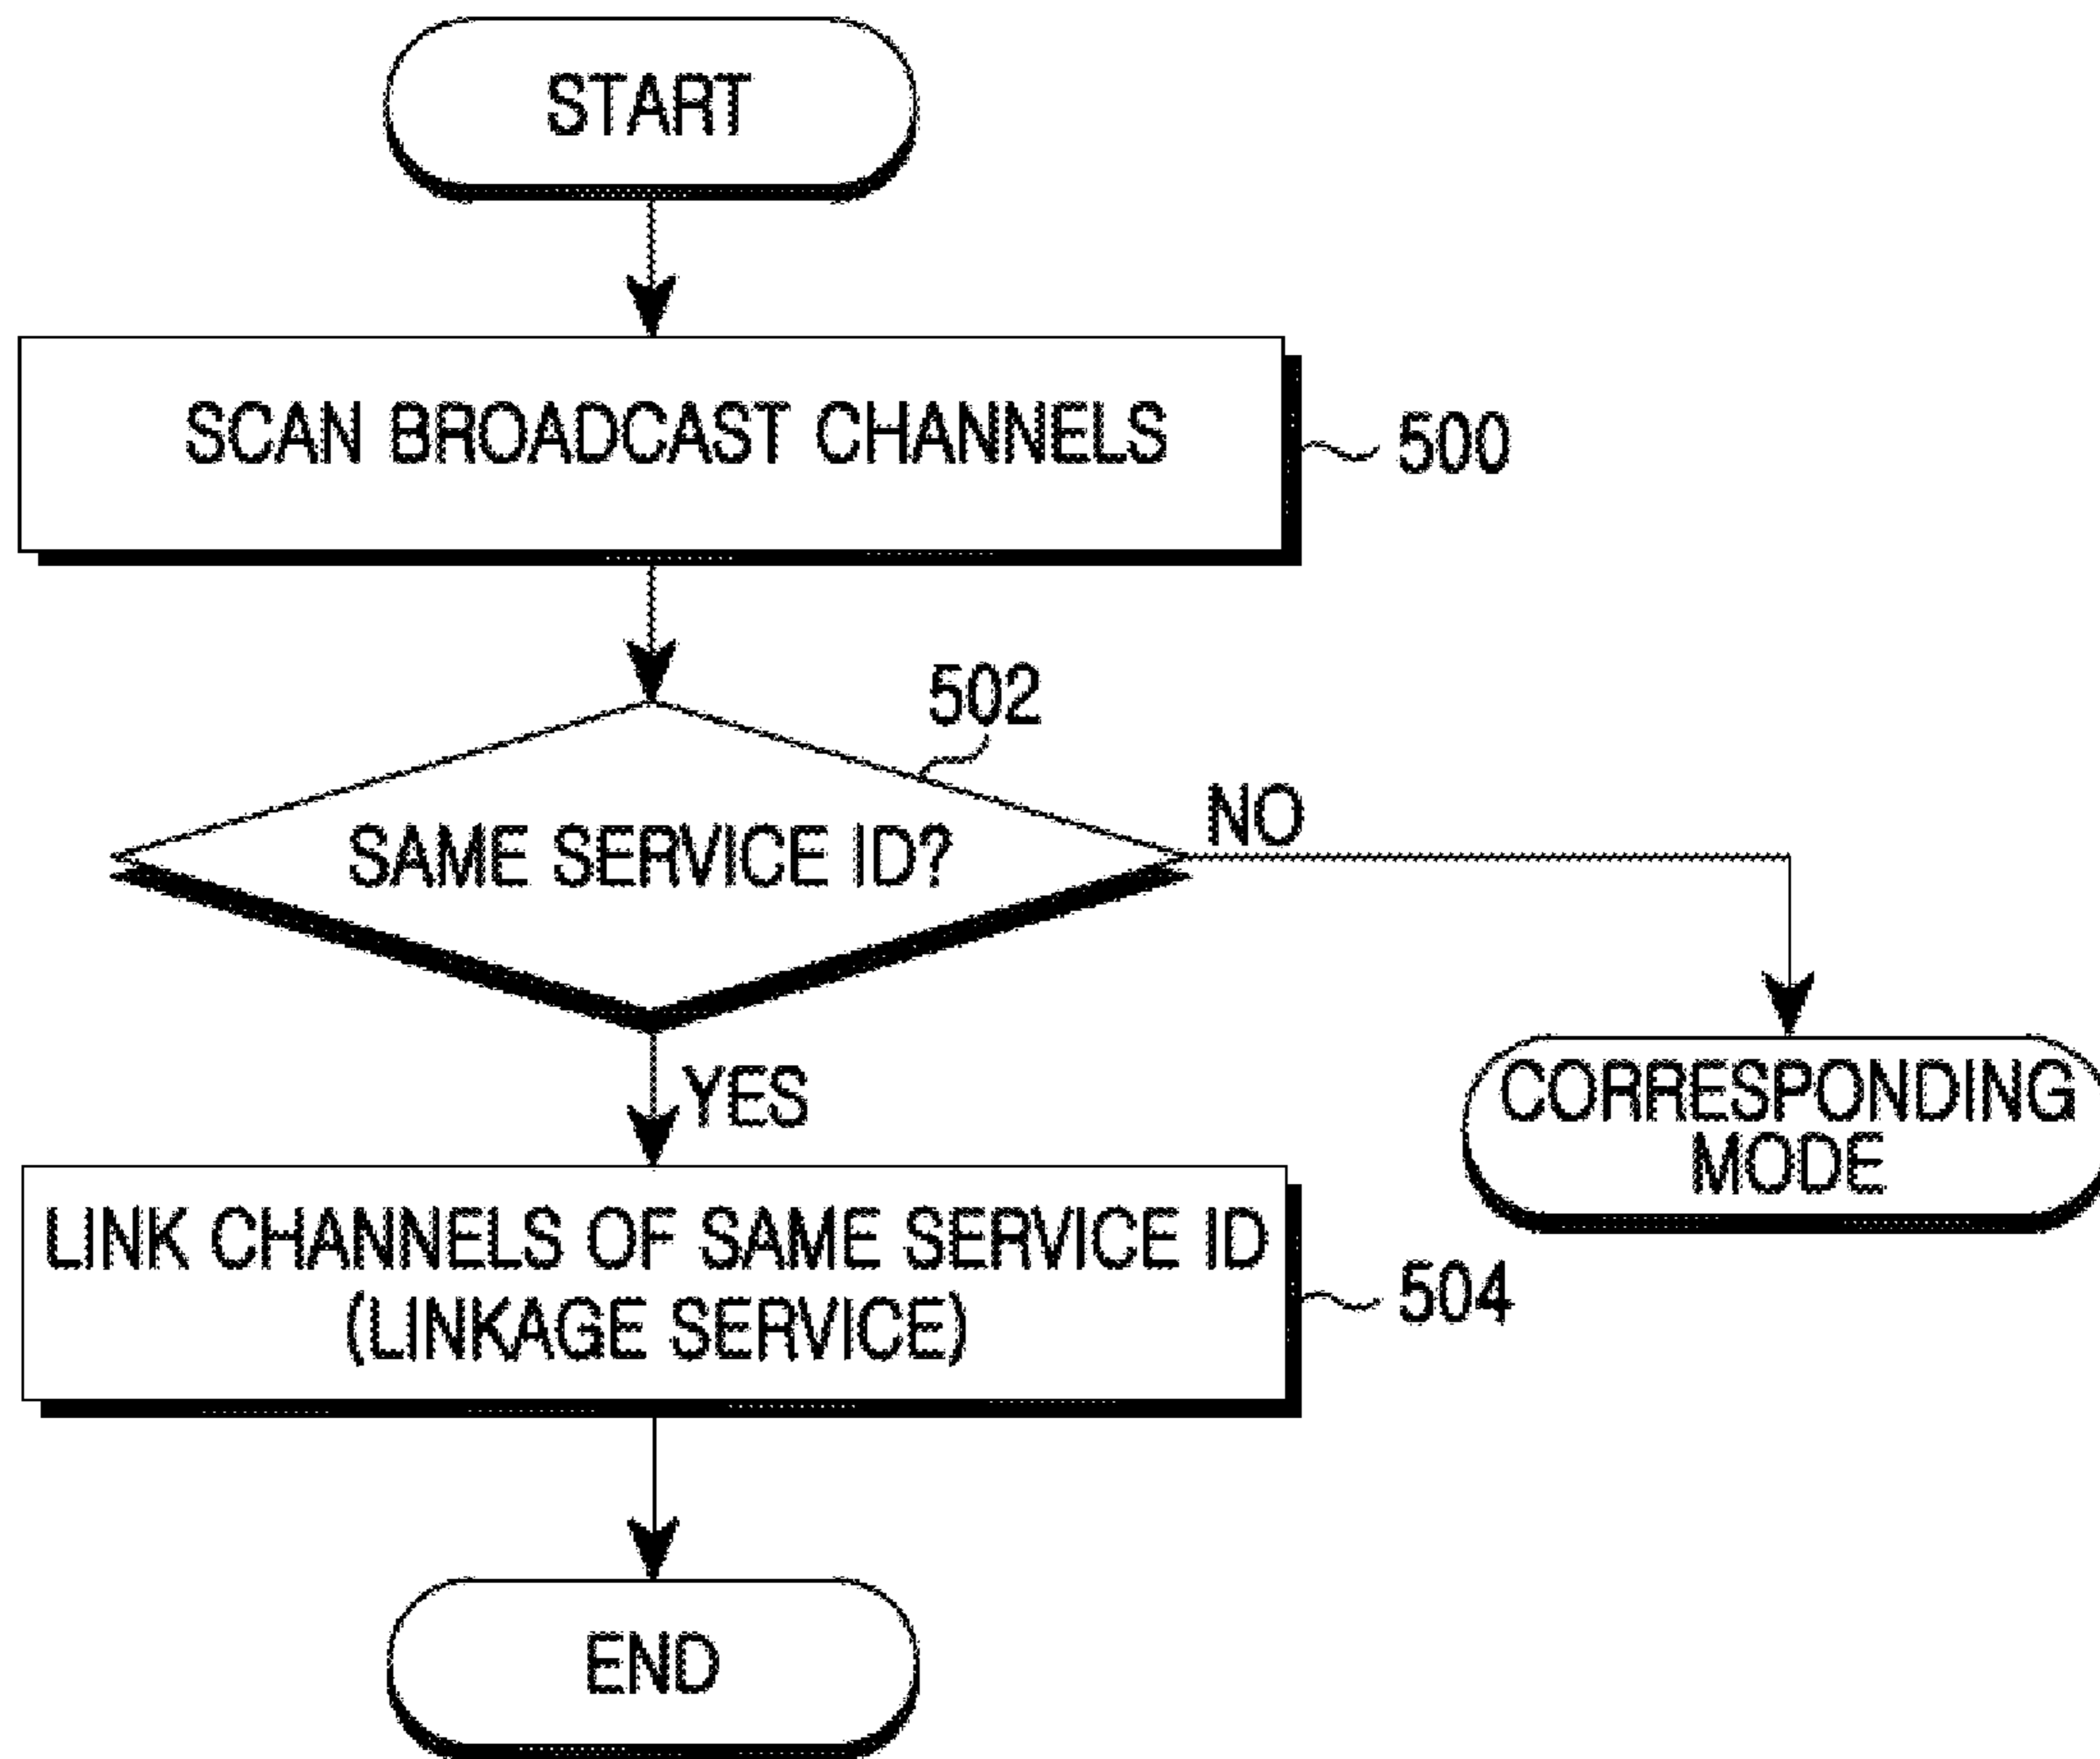 START
SCAN BROADCAST CHANNELS
500
502
SAME SERVICE ID?
NO
YES
CORRESPONDING
MODE
LINK CHANNELS OF SAME SERVICE ID
(LINKAGE SERVICE)
504
END